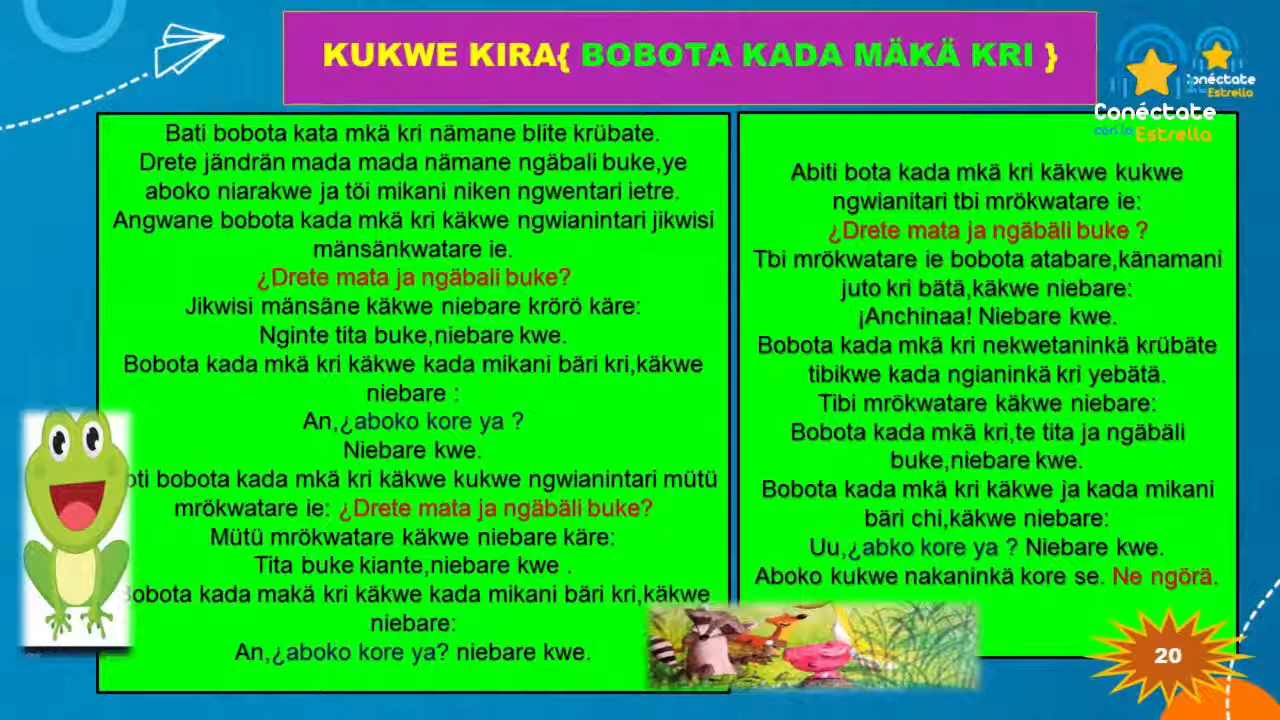 KUKWE KIRA{ BOBOTA KADA MÄKÄ KRI }
Conéctate
con la Estrella
Estrella
Bati bobota kata mkä kri nämane blite krübate.
Drete jändrän mada mada nämane ngäbali buke,ye
aboko niarakwe ja töi mikani niken ngwentari ietre.
Angwane bobota kada mkä kri käkwe ngwianintari jikwisi
mänsänkwatare ie.
¿Drete mata ja ngäbali buke?
Jikwisi mänsäne käkwe niebare krörö käre:
Nginte tita buke,niebare kwe.
Bobota kada mkä kri käkwe kada mikani bäri kri,käkwe
niebare :
An,¿aboko kore ya ?
Niebare kwe.
bobota kada mkä kri käkwe kukwe ngwianintari mütü
mrökwatare ie: ¿Drete mata ja ngöbäli buke?
Mütü mrökwatare käkwe niebare käre:
Tita buke kiante,niebare kwe .
Bobota kada makä kri käkwe kada mikani bäri kri,käkwe
niebare:
An,¿aboko kore ya? niebare kwe.
Abiti bota kada mkä kri käkwe kukwe
ngwianitari tbi mrökwatare ie:
¿Drete mata ja ngäbäli buke ?
Tbi mrökwatare ie bobota atabare,känamani
juto kri bätä,käkwe niebare:
¡Anchinaa! Niebare kwe.
Bobota kada mkä kri nekwetaninkä krübäte
tibikwe kada ngianinkä kri yebätä.
Tibi mrökwatare käkwe niebare:
Bobota kada mkä kri,te tita ja ngäbäli
buke,niebare kwe.
Bobota kada mkä kri käkwe ja kada mikani
bäri chi,käkwe niebare:
Uu,¿abko kore ya ? Niebare kwe.
Aboko kukwe nakaninkä kore se. Ne ngörä.
20